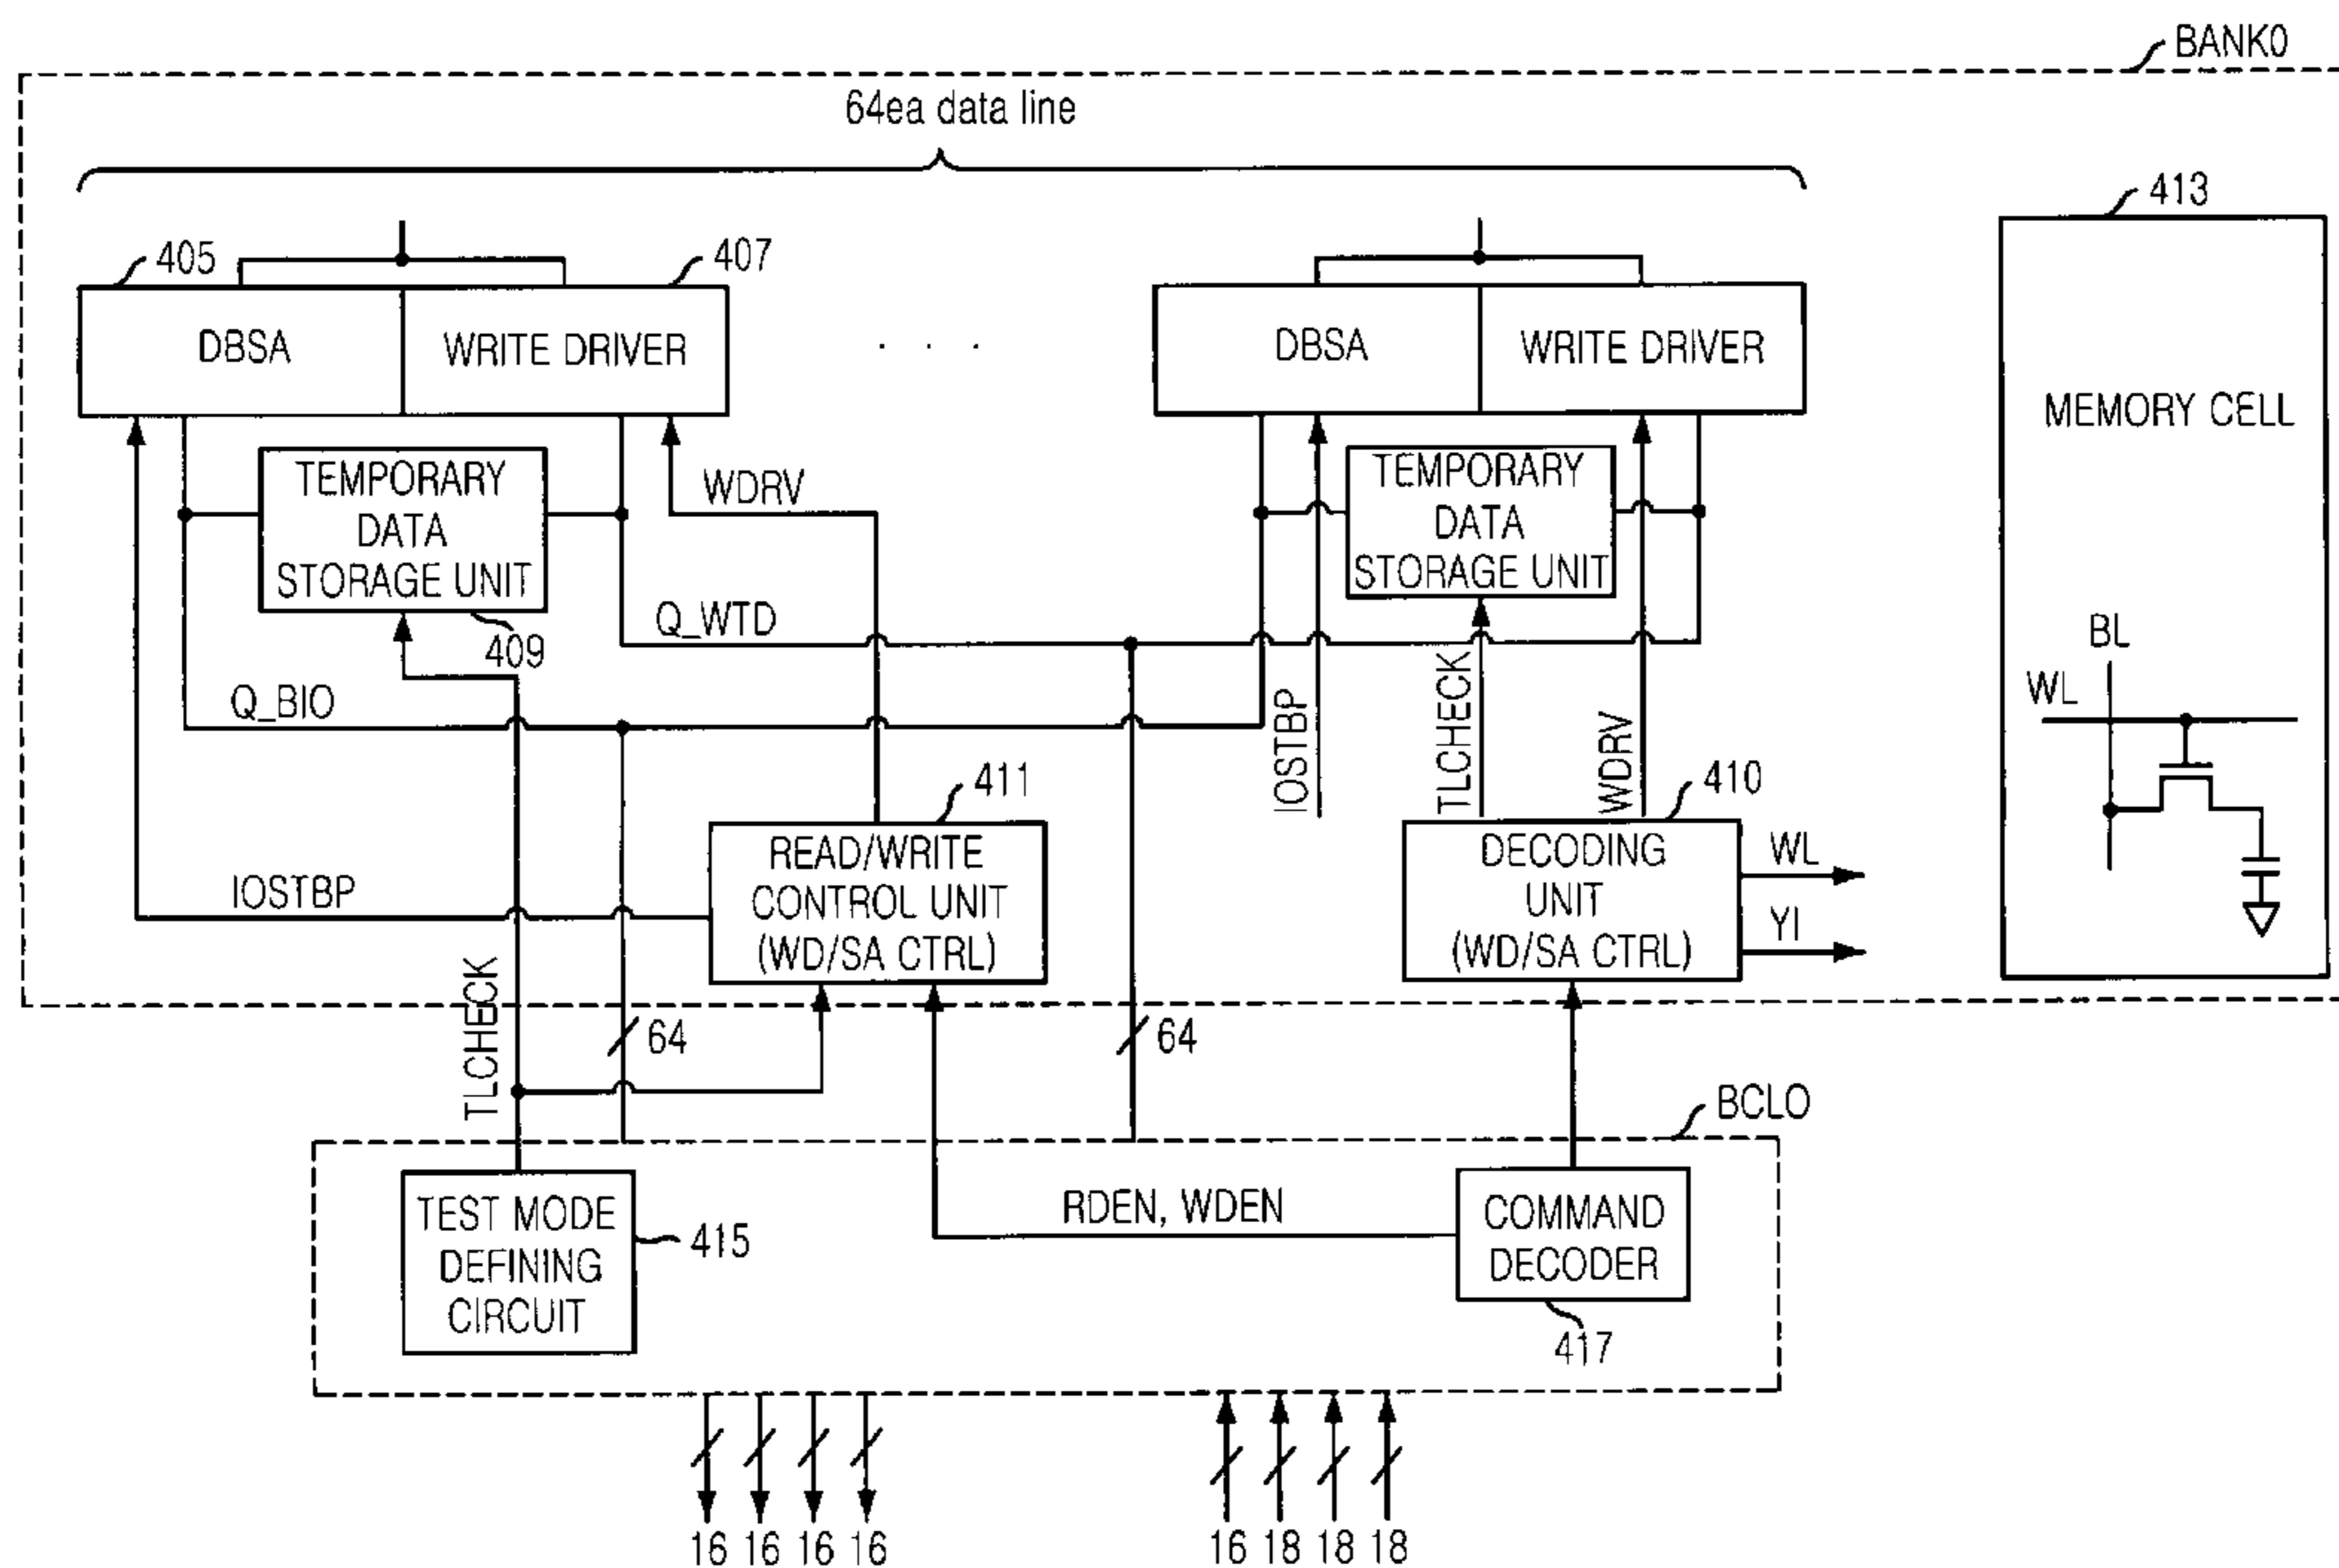 BANK0
64ea data line
413
405
407
DBSA
WRITE DRIVER
. . .
DBSA
WRITE DRIVER
MEMORY CELL
TEMPORARY
DATA
STORAGE UNIT
409
WDRV
TEMPORARY
DATA
STORAGE UNIT
Q_WTD
Q_BIO
IOSTBP
TLCHECK
WDRV
BL
WL
411
READ/WRITE
CONTROL UNIT
(WD/SA CTRL)
410
DECODING
UNIT
(WD/SA CTRL)
WL
YI
IOSTBP
TLCHECK
64
64
BCLO
TEST MODE
DEFINING
CIRCUIT
415
RDEN, WDEN
COMMAND
DECODER
417
16 16 16 16
16 18 18 18